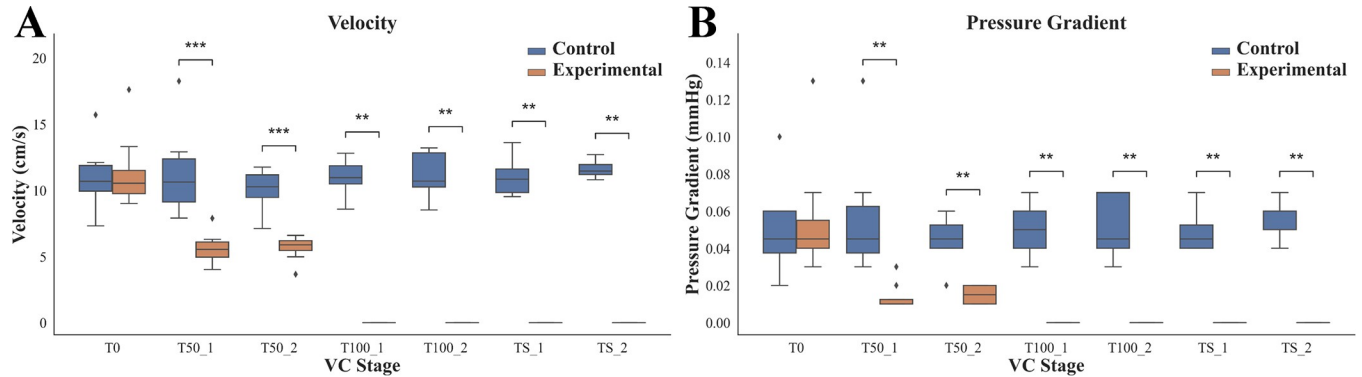 A
Velocity
Control
Experimental
***
***
**
**
**
**
Velocity (cm/s)
20
15
10
5
0
T0
T50_1
T50_2
T100_1
T100_2
TS_1
TS_2
VC Stage
B
Pressure Gradient
Control
Experimental
**
**
**
**
**
**
Pressure Gradient (mmHg)
0.14
0.12
0.10
0.08
0.06
0.04
0.02
0.00
T0
T50_1
T50_2
T100_1
T100_2
TS_1
TS_2
VC Stage